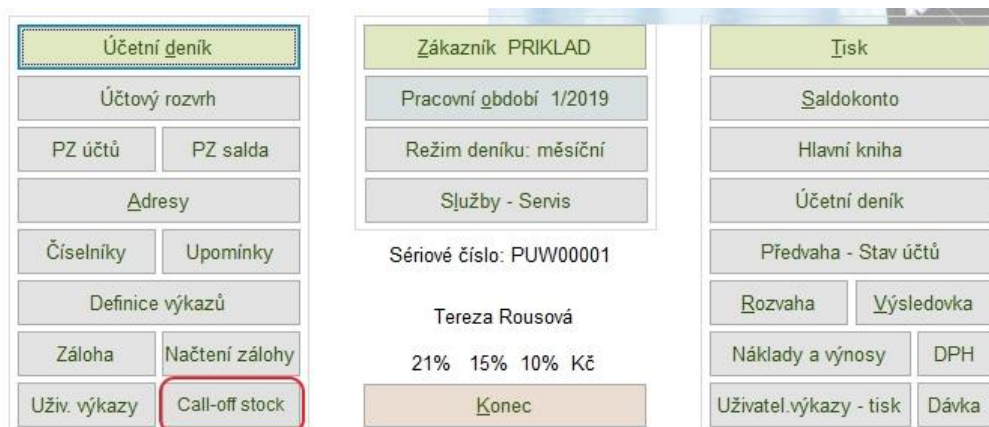 Účetní deník
Účtový rozvrh
PZ účtů
PZ salda
Adresy
Číselníky
Upomínky
Definice výkazů
Záloha
Načtení zálohy
Uživ. výkazy
Call-off stock
Zákazník PRIKLAD
Pracovní období 1/2019
Režim deníku: měsíční
Služby - Servis
Sériové číslo: PUW00001
Tereza Rousová
21% 15% 10% Kč
Konec
Tisk
Saldokonto
Hlavní kniha
Účetní deník
Předvaha - Stav účtů
Rozvaha
Výsledovka
Náklady a výnosy
DPH
Uživatel.výkazy - tisk
Dávka